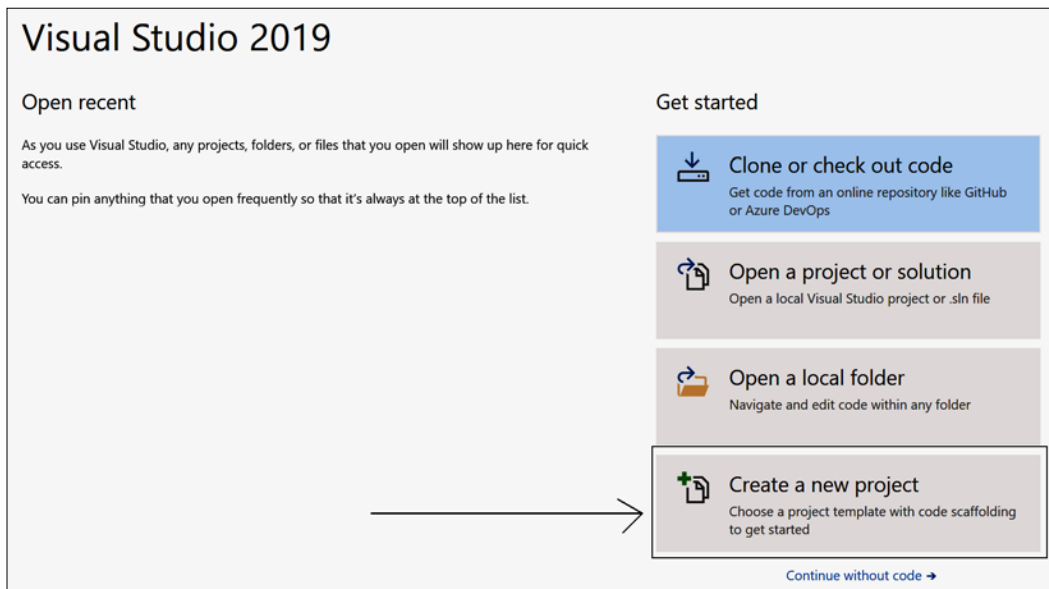 Visual Studio 2019
Open recent
As you use Visual Studio, any projects, folders, or files that you open will show up here for quick
access.
You can pin anything that you open frequently so that it's always at the top of the list.
Get started
Clone or check out code
Get code from an online repository like GitHub
or Azure DevOps
Open a project or solution
Open a local Visual Studio project or .sln file
Open a local folder
Navigate and edit code within any folder
Create a new project
Choose a project template with code scaffolding
to get started
Continue without code →